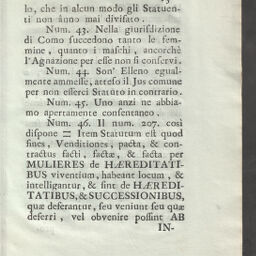 lo, che in alcun modo gli Statuen-
ti non ànno mai divisato.
Num. 43. Nella giurisdizione
di Como succedono tanto le fem-
mine, quanto i maschi, ancorchè
l'Agnazione per esse non si conservi.
Num. 44. Son' Elleno egual-
mente ammesse, atteso il Jus comune
per non esserci Statuto in contrario.
Num. 45. Uno anzi ne abbia-
mo apertamente consentaneo.
Num. 46. Il num. 207. così
dispone = Item Statutum est quod
fines, Venditiones, pacta, & con-
tractus facti, factæ, & facta per
MULIERES de HÆREDITATI-
BUS viventium, habeant locum, &
intelligantur, & sint de HÆREDI-
TATIBUS, & SUCCESSIONIBUS,
quæ deferantur, seu veniunt seu quæ
deferri, vel obvenire possint AB
IN-